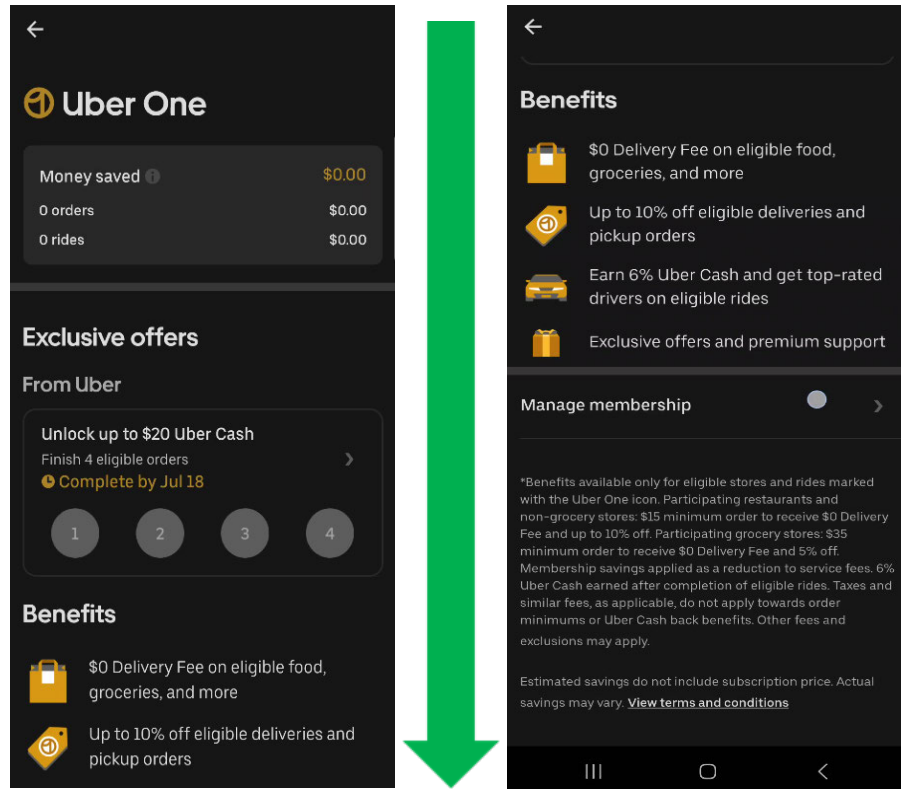 Uber One
Money saved
$0.00
0 orders
$0.00
0 rides
$0.00
Exclusive offers
From Uber
Unlock up to $20 Uber Cash
Finish 4 eligible orders
Complete by Jul 18
1
2
3
4
Benefits
$0 Delivery Fee on eligible food,
groceries, and more
Up to 10% off eligible deliveries and
pickup orders
Benefits
$0 Delivery Fee on eligible food,
groceries, and more
Up to 10% off eligible deliveries and
pickup orders
Earn 6% Uber Cash and get top-rated
drivers on eligible rides
Exclusive offers and premium support
Manage membership
*Benefits available only for eligible stores and rides marked
with the Uber One icon. Participating restaurants and
non-grocery stores: $15 minimum order to receive $0 Delivery
Fee and up to 10% off. Participating grocery stores: $35
minimum order to receive $0 Delivery Fee and 5% off.
Membership savings applied as a reduction to service fees. 6%
Uber Cash earned after completion of eligible rides. Taxes and
similar fees, as applicable, do not apply towards order
minimums or Uber Cash back benefits. Other fees and
exclusions may apply.
Estimated savings do not include subscription price. Actual
savings may vary. View terms and conditions